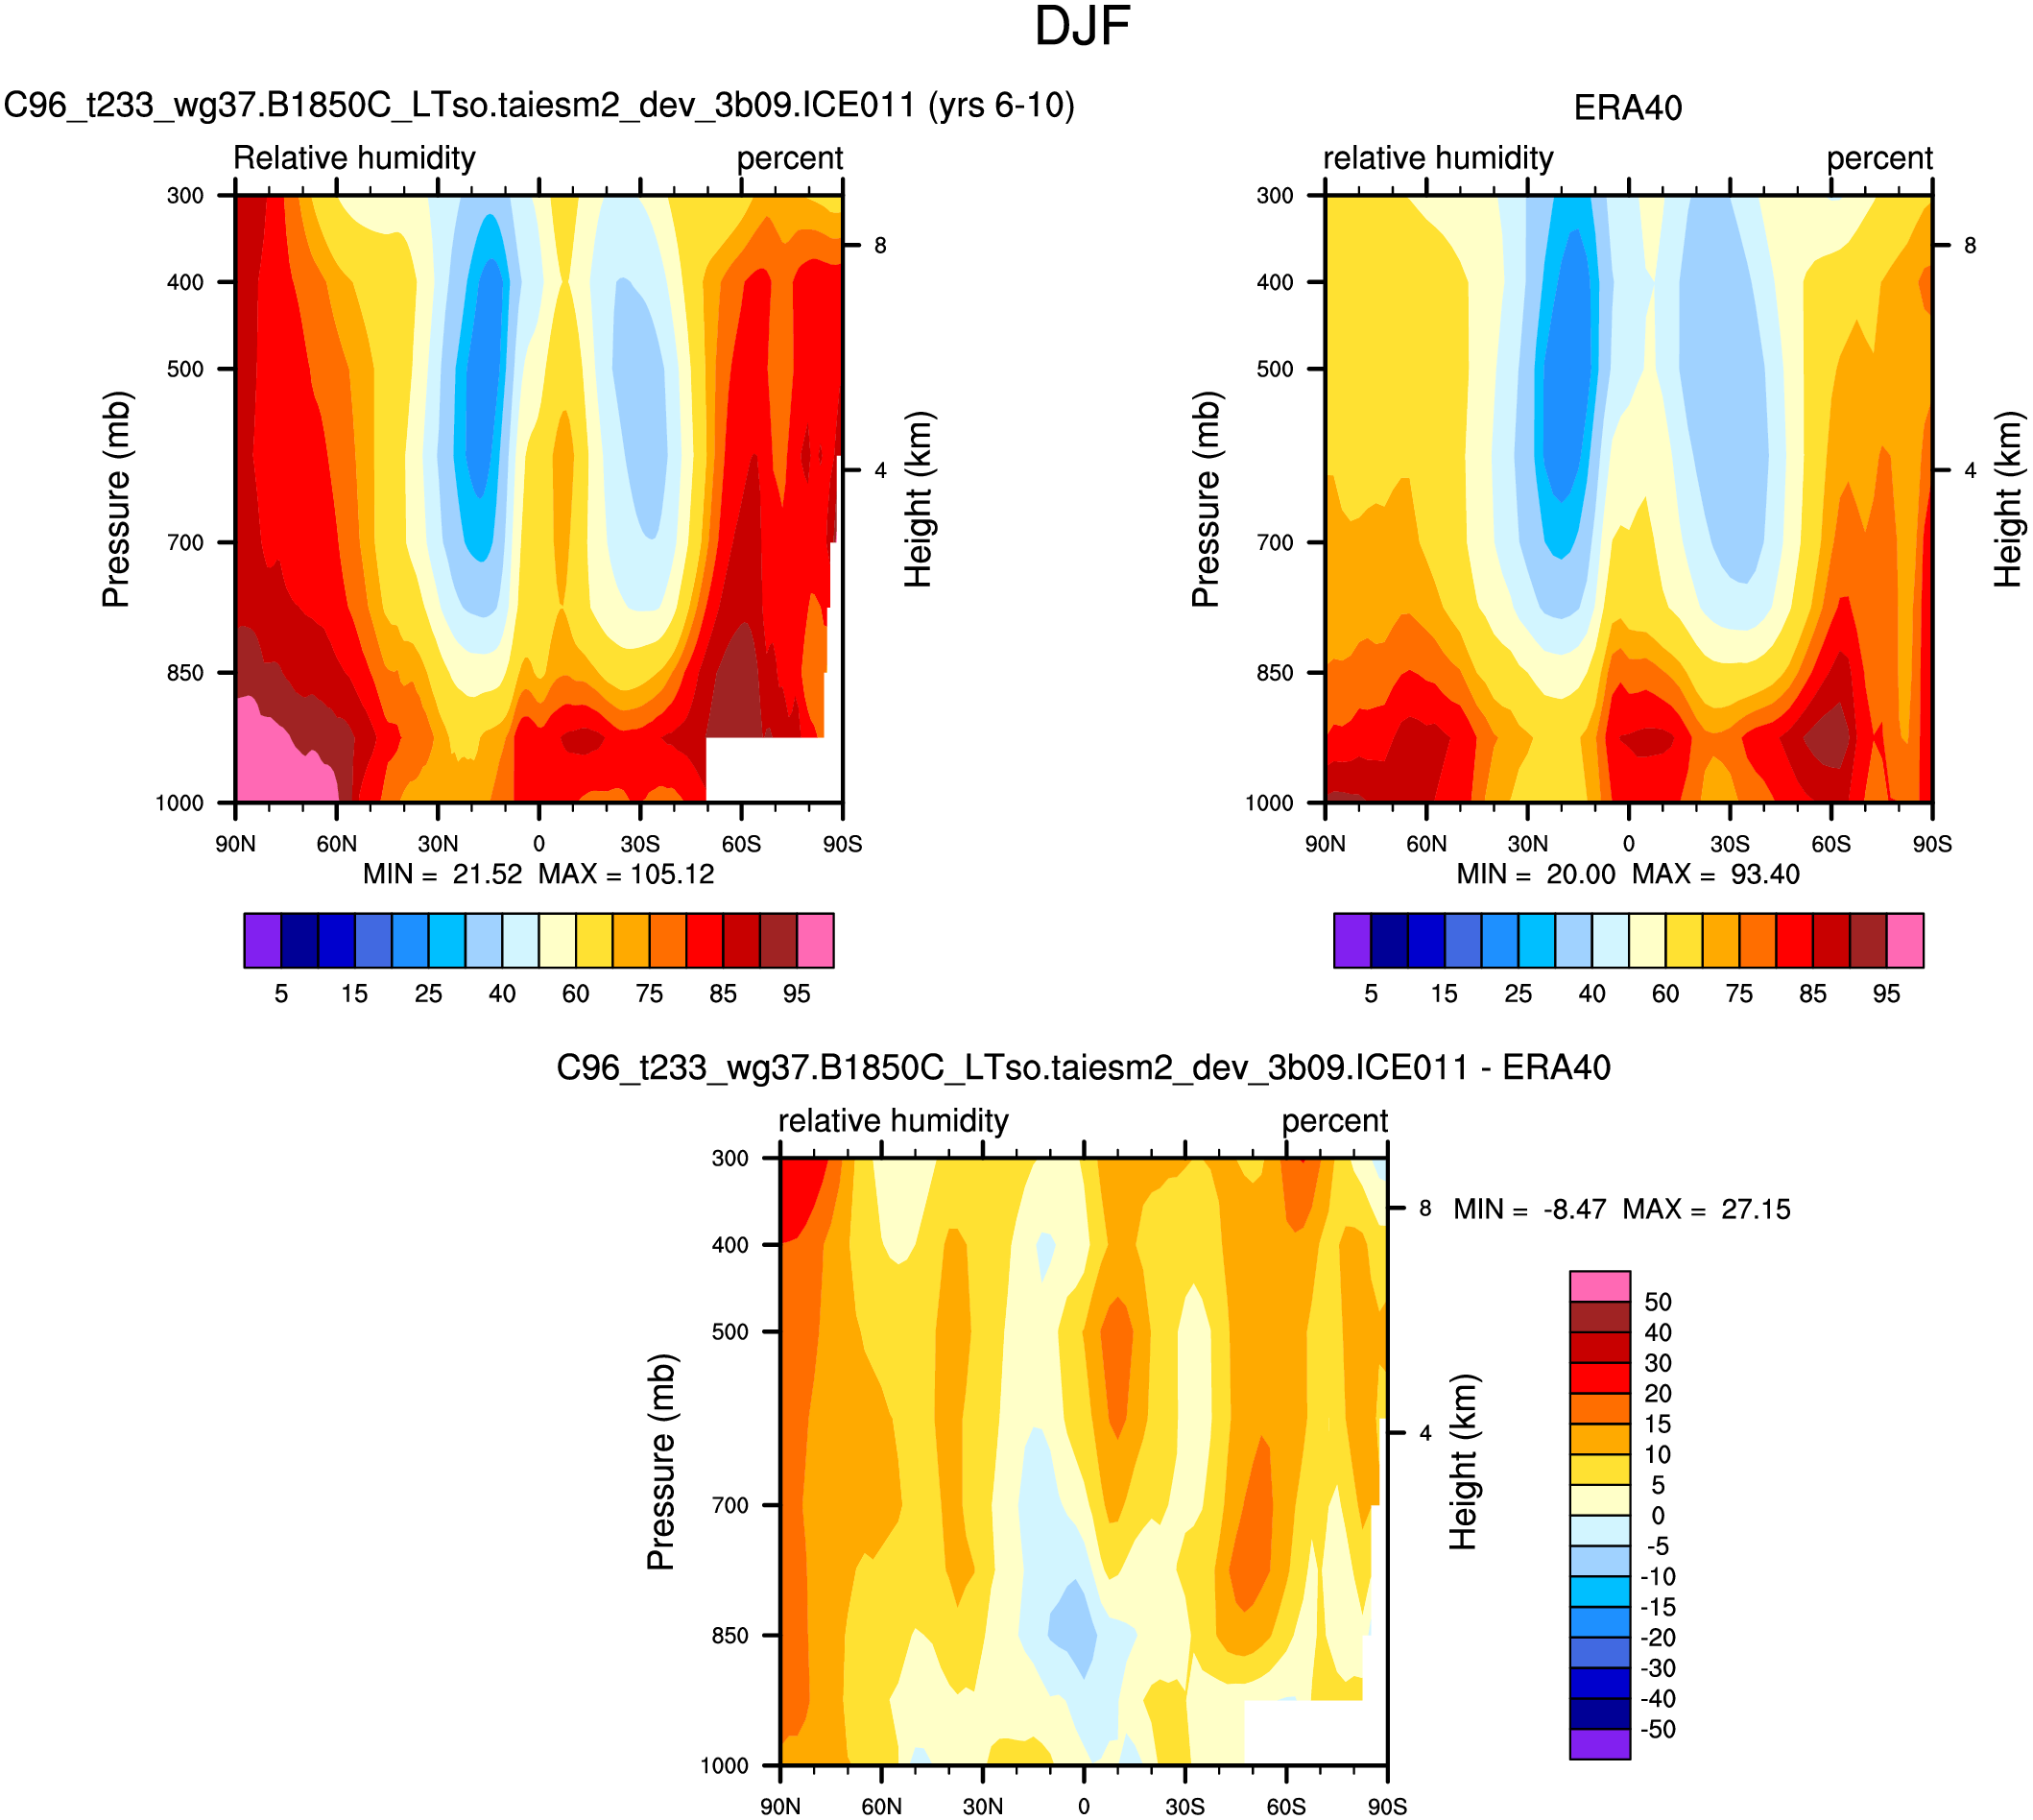 DJF
C96_t233_wg37.B1850C_LTso.taiesm2_dev_3b09.ICE011 (yrs 6-10)
Relative humidity percent
300
400
500
700
850
1000
Pressure (mb)
8
4
Height (km)
90N 60N 30N 0 30S 60S 90S
MIN = 21.52 MAX = 105.12
5 15 25 40 60 75 85 95
ERA40
relative humidity percent
300
400
500
700
850
1000
Pressure (mb)
8
4
Height (km)
90N 60N 30N 0 30S 60S 90S
MIN = 20.00 MAX = 93.40
5 15 25 40 60 75 85 95
C96_t233_wg37.B1850C_LTso.taiesm2_dev_3b09.ICE011 - ERA40
relative humidity percent
300
400
500
700
850
1000
Pressure (mb)
8
4
Height (km)
90N 60N 30N 0 30S 60S 90S
MIN = -8.47 MAX = 27.15
50
40
30
20
15
10
5
0
-5
-10
-15
-20
-30
-40
-50